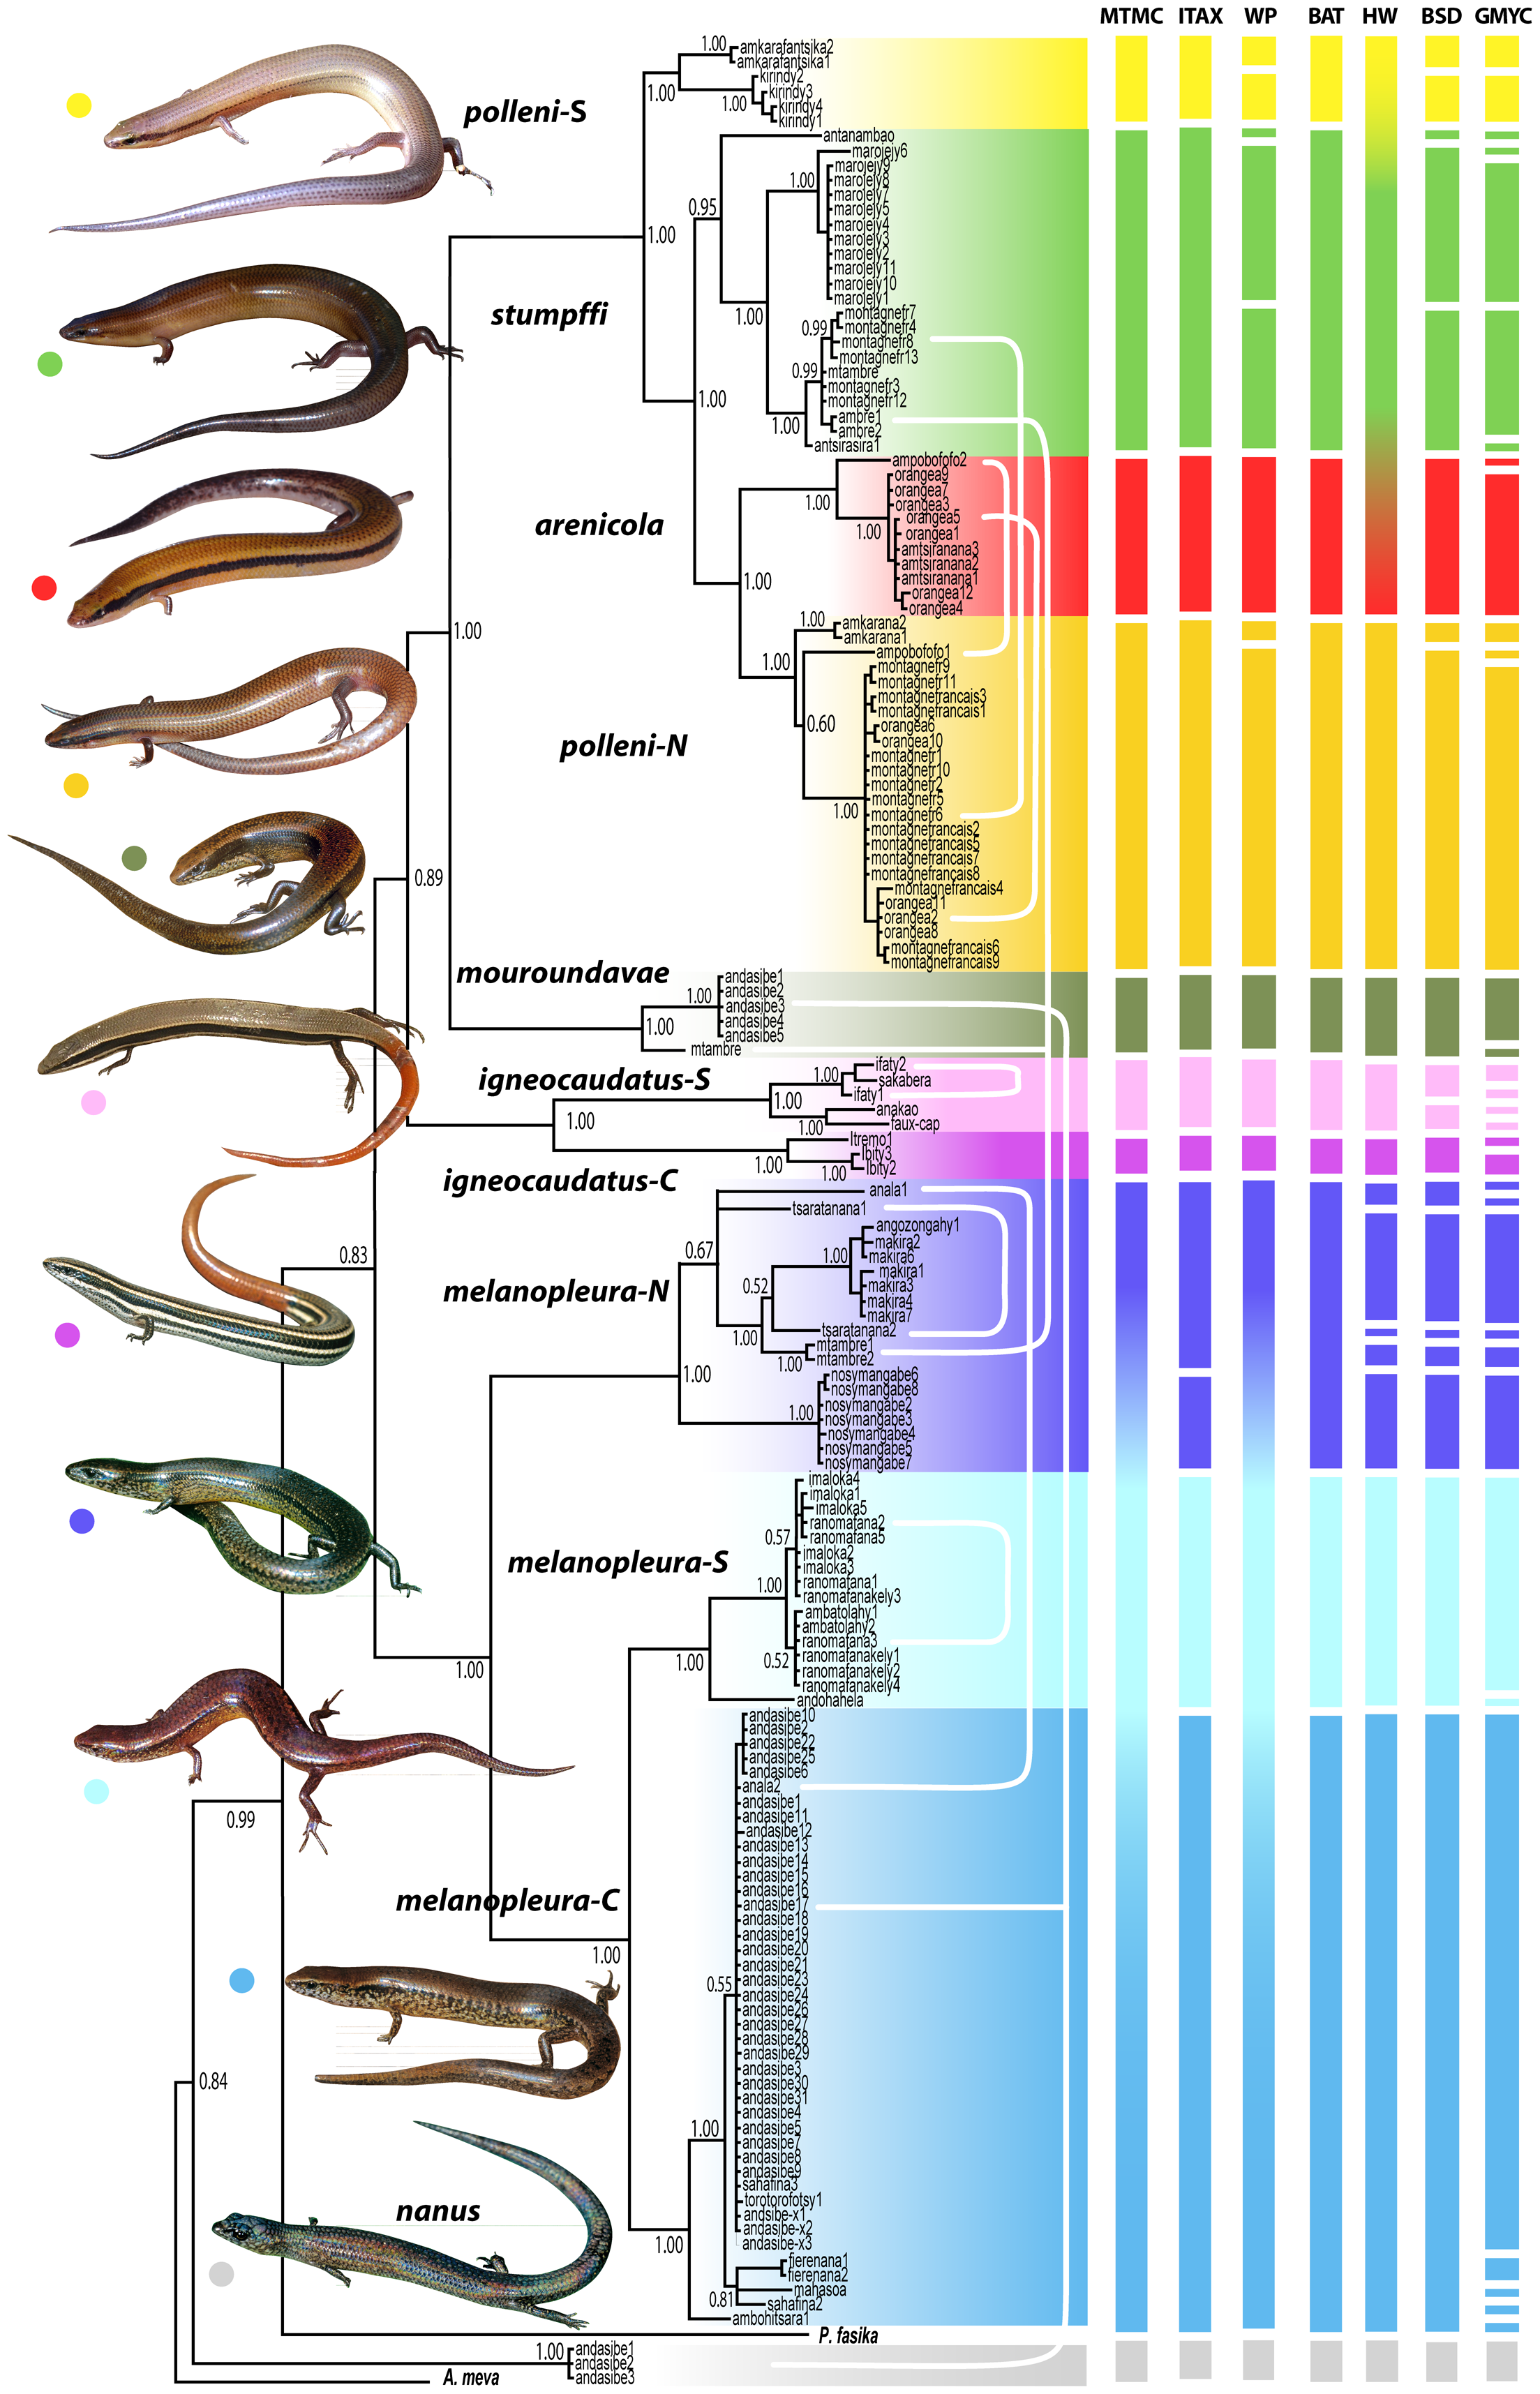 MTMC ITAX WP BAT HW BSD GMYC
polleni-S
1.00
amkarafantsika2
amkarafantsika1
1.00
kirindy2
kirindy3
1.00
kirindy4
kirindy1
antanambao
marojejy6
marojejy9
1.00
marojejy8
marojejy7
0.95
marojejy5
marojejy4
1.00
marojejy3
marojejy2
marojejy11
marojejy10
marojejy1
stumpffi
1.00
montagnefr7
0.99
montagnefr4
montagnefr8
montagnefr13
0.99
mtambre
montagnefr3
1.00
montagnefr12
ambre1
1.00
ambre2
antsirasira1
ampobofofo2
orangea9
orangea7
1.00
orangea3
arenicola
orangea5
1.00
orangea1
amtsiranana3
amtsiranana2
1.00
amtsiranana1
orangea12
orangea4
1.00
amkarana2
1.00
amkarana1
ampobofofo1
1.00
montagnefr9
montagnefr11
montagnefrancais3
montagnefrancais1
0.60
orangea6
orangea10
polleni-N
montagnefr1
montagnefr10
montagnefr2
montagnefr5
1.00
montagnefr6
montagnefrancais2
montagnefrancais5
montagnefrancais7
montagnefrancais8
0.89
montagnefrancais4
orangea11
orangea2
orangea8
montagnefrancais6
montagnefrancais9
mouroundavae
andasibe1
1.00
andasibe2
andasibe3
1.00
andasibe4
andasibe5
mtambre
igneocaudatus-S
ifaty2
1.00
sakabera
ifaty1
1.00
anakao
1.00
faux-cap
1.00
Itremo1
Ibity3
1.00
1.00
Ibity2
igneocaudatus-C
anala1
tsaratanana1
angozongahy1
0.67
makira2
0.83
1.00
makira6
makira1
melanopleura-N
0.52
makira3
makira4
makira7
1.00
tsaratanana2
mtambre1
1.00
mtambre2
1.00
nosymangabe6
nosymangabe8
nosymangabe2
1.00
nosymangabe3
nosymangabe4
nosymangabe5
nosymangabe7
imaloka4
imaloka1
imaloka5
ranomafana2
0.57
ranomafana5
imaloka2
melanopleura-S
imaloka3
1.00
ranomafana1
ranomafanakely3
ambatolahy1
ambatolahy2
ranomafana3
1.00
1.00
0.52
ranomafanakely1
ranomafanakely2
ranomafanakely4
andohahela
andasibe10
andasibe2
andasibe22
andasibe25
andasibe6
anala2
andasibe1
0.99
andasibe11
andasibe12
andasibe13
andasibe14
andasibe15
andasibe16
melanopleura-C
andasibe17
andasibe18
andasibe19
1.00
andasibe20
andasibe21
0.55
andasibe23
andasibe24
andasibe26
andasibe27
andasibe28
andasibe29
andasibe3
0.84
andasibe30
andasibe31
andasibe4
1.00
andasibe5
andasibe7
andasibe8
andasibe9
sahafina3
nanus
torotorofotsy1
andsibe-x1
andasibe-x2
1.00
andasibe-x3
fierenana1
fierenana2
mahasoa
0.81
sahafina2
ambohitsara1
P. fasika
1.00
andasibe1
andasibe2
A. meva
andasibe3